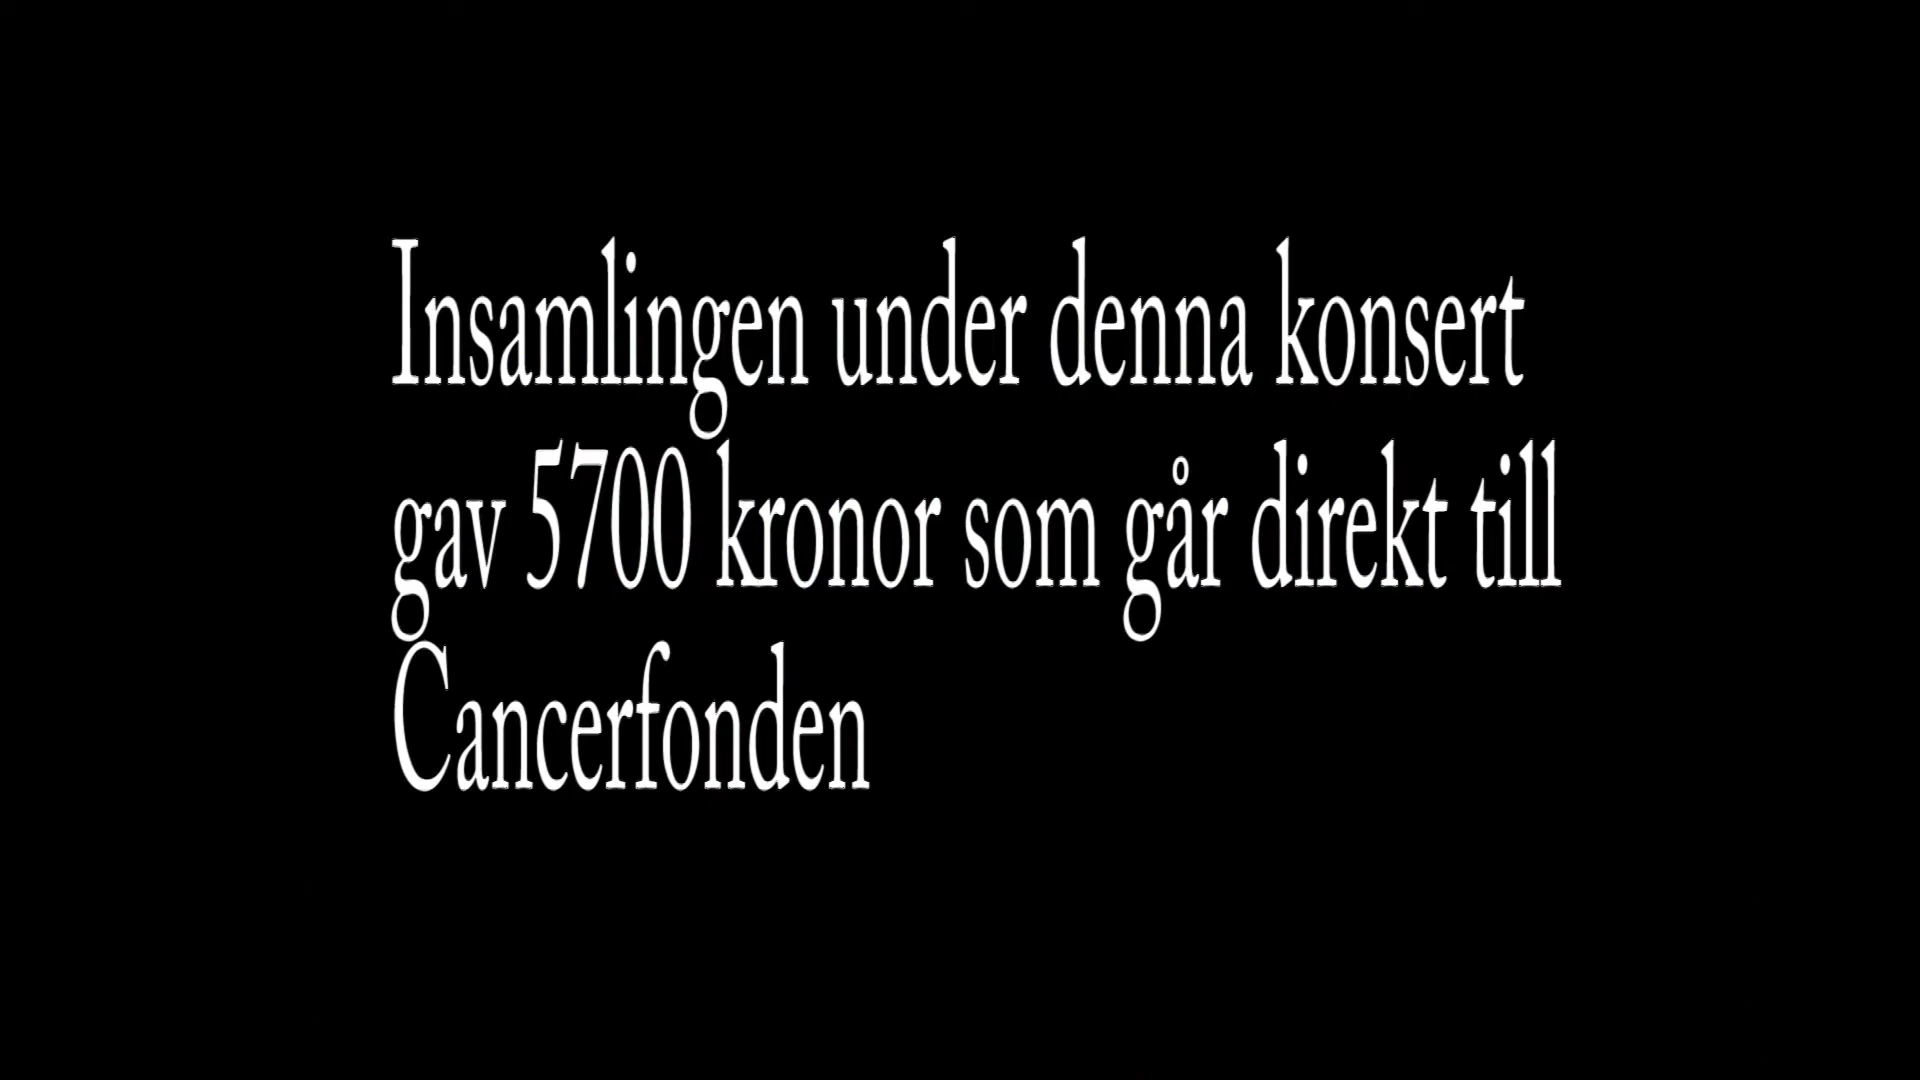 Insamlingen under denna konsert
gav 5700 kronor som går direkt till
Cancerfonden